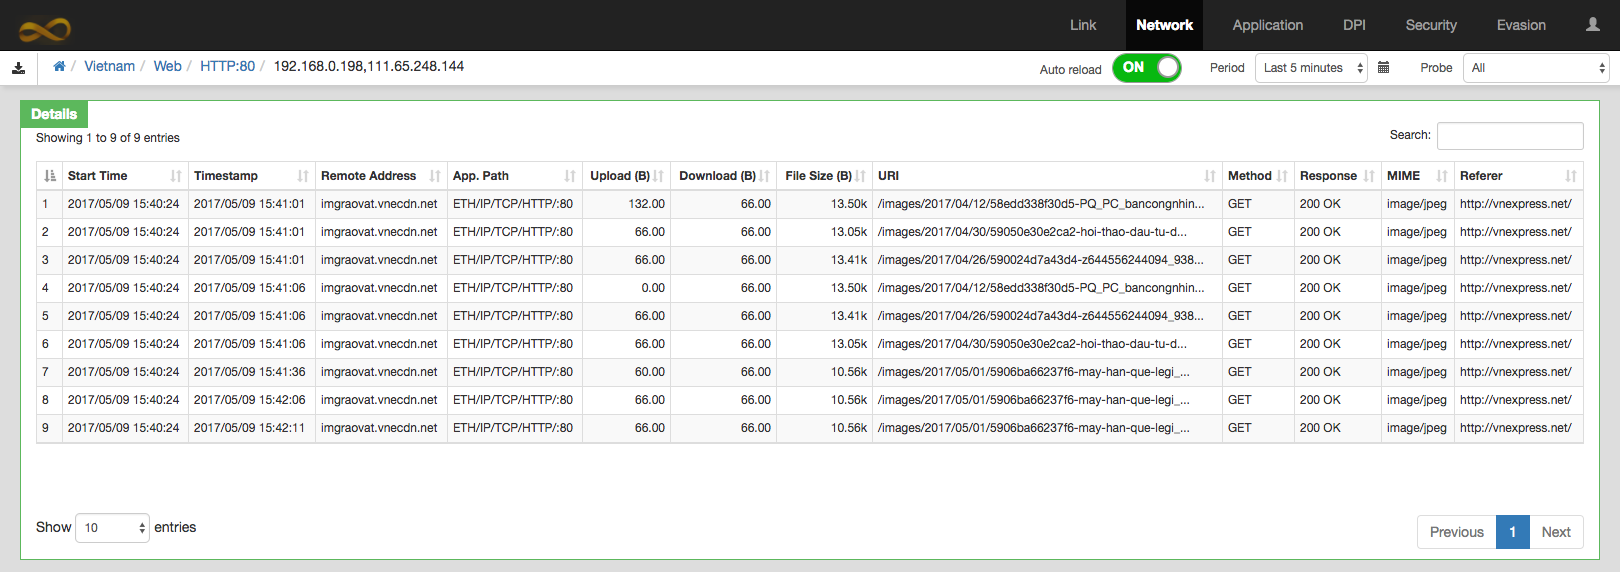 Link Network Application DPI Security Evasion
/ Vietnam / Web / HTTP:80 / 192.168.0.198,111.65.248.144 Auto reload ON Period Last 5 minutes Probe All
Details
Showing 1 to 9 of 9 entries Search:
Start Time Timestamp Remote Address App. Path Upload (B) Download (B) File Size (B) URI Method Response MIME Referer
1 2017/05/09 15:40:24 2017/05/09 15:41:01 imgraovat.vnecdn.net ETH/IP/TCP/HTTP/:80 132.00 66.00 13.50k /images/2017/04/12/58edd338f30d5-PQ_PC_bancongnhin... GET 200 OK image/jpeg http://vnexpress.net/
2 2017/05/09 15:40:24 2017/05/09 15:41:01 imgraovat.vnecdn.net ETH/IP/TCP/HTTP/:80 66.00 66.00 13.05k /images/2017/04/30/59050e30e2ca2-hoi-thao-dau-tu-d... GET 200 OK image/jpeg http://vnexpress.net/
3 2017/05/09 15:40:24 2017/05/09 15:41:01 imgraovat.vnecdn.net ETH/IP/TCP/HTTP/:80 66.00 66.00 13.41k /images/2017/04/26/590024d7a43d4-z644556244094_938... GET 200 OK image/jpeg http://vnexpress.net/
4 2017/05/09 15:40:24 2017/05/09 15:41:06 imgraovat.vnecdn.net ETH/IP/TCP/HTTP/:80 0.00 66.00 13.50k /images/2017/04/12/58edd338f30d5-PQ_PC_bancongnhin... GET 200 OK image/jpeg http://vnexpress.net/
5 2017/05/09 15:40:24 2017/05/09 15:41:06 imgraovat.vnecdn.net ETH/IP/TCP/HTTP/:80 66.00 66.00 13.41k /images/2017/04/26/590024d7a43d4-z644556244094_938... GET 200 OK image/jpeg http://vnexpress.net/
6 2017/05/09 15:40:24 2017/05/09 15:41:06 imgraovat.vnecdn.net ETH/IP/TCP/HTTP/:80 66.00 66.00 13.05k /images/2017/04/30/59050e30e2ca2-hoi-thao-dau-tu-d... GET 200 OK image/jpeg http://vnexpress.net/
7 2017/05/09 15:40:24 2017/05/09 15:41:36 imgraovat.vnecdn.net ETH/IP/TCP/HTTP/:80 60.00 66.00 10.56k /images/2017/05/01/5906ba66237f6-may-han-que-legi_... GET 200 OK image/jpeg http://vnexpress.net/
8 2017/05/09 15:40:24 2017/05/09 15:42:06 imgraovat.vnecdn.net ETH/IP/TCP/HTTP/:80 66.00 66.00 10.56k /images/2017/05/01/5906ba66237f6-may-han-que-legi_... GET 200 OK image/jpeg http://vnexpress.net/
9 2017/05/09 15:40:24 2017/05/09 15:42:11 imgraovat.vnecdn.net ETH/IP/TCP/HTTP/:80 66.00 66.00 10.56k /images/2017/05/01/5906ba66237f6-may-han-que-legi_... GET 200 OK image/jpeg http://vnexpress.net/
Show 10 entries Previous 1 Next